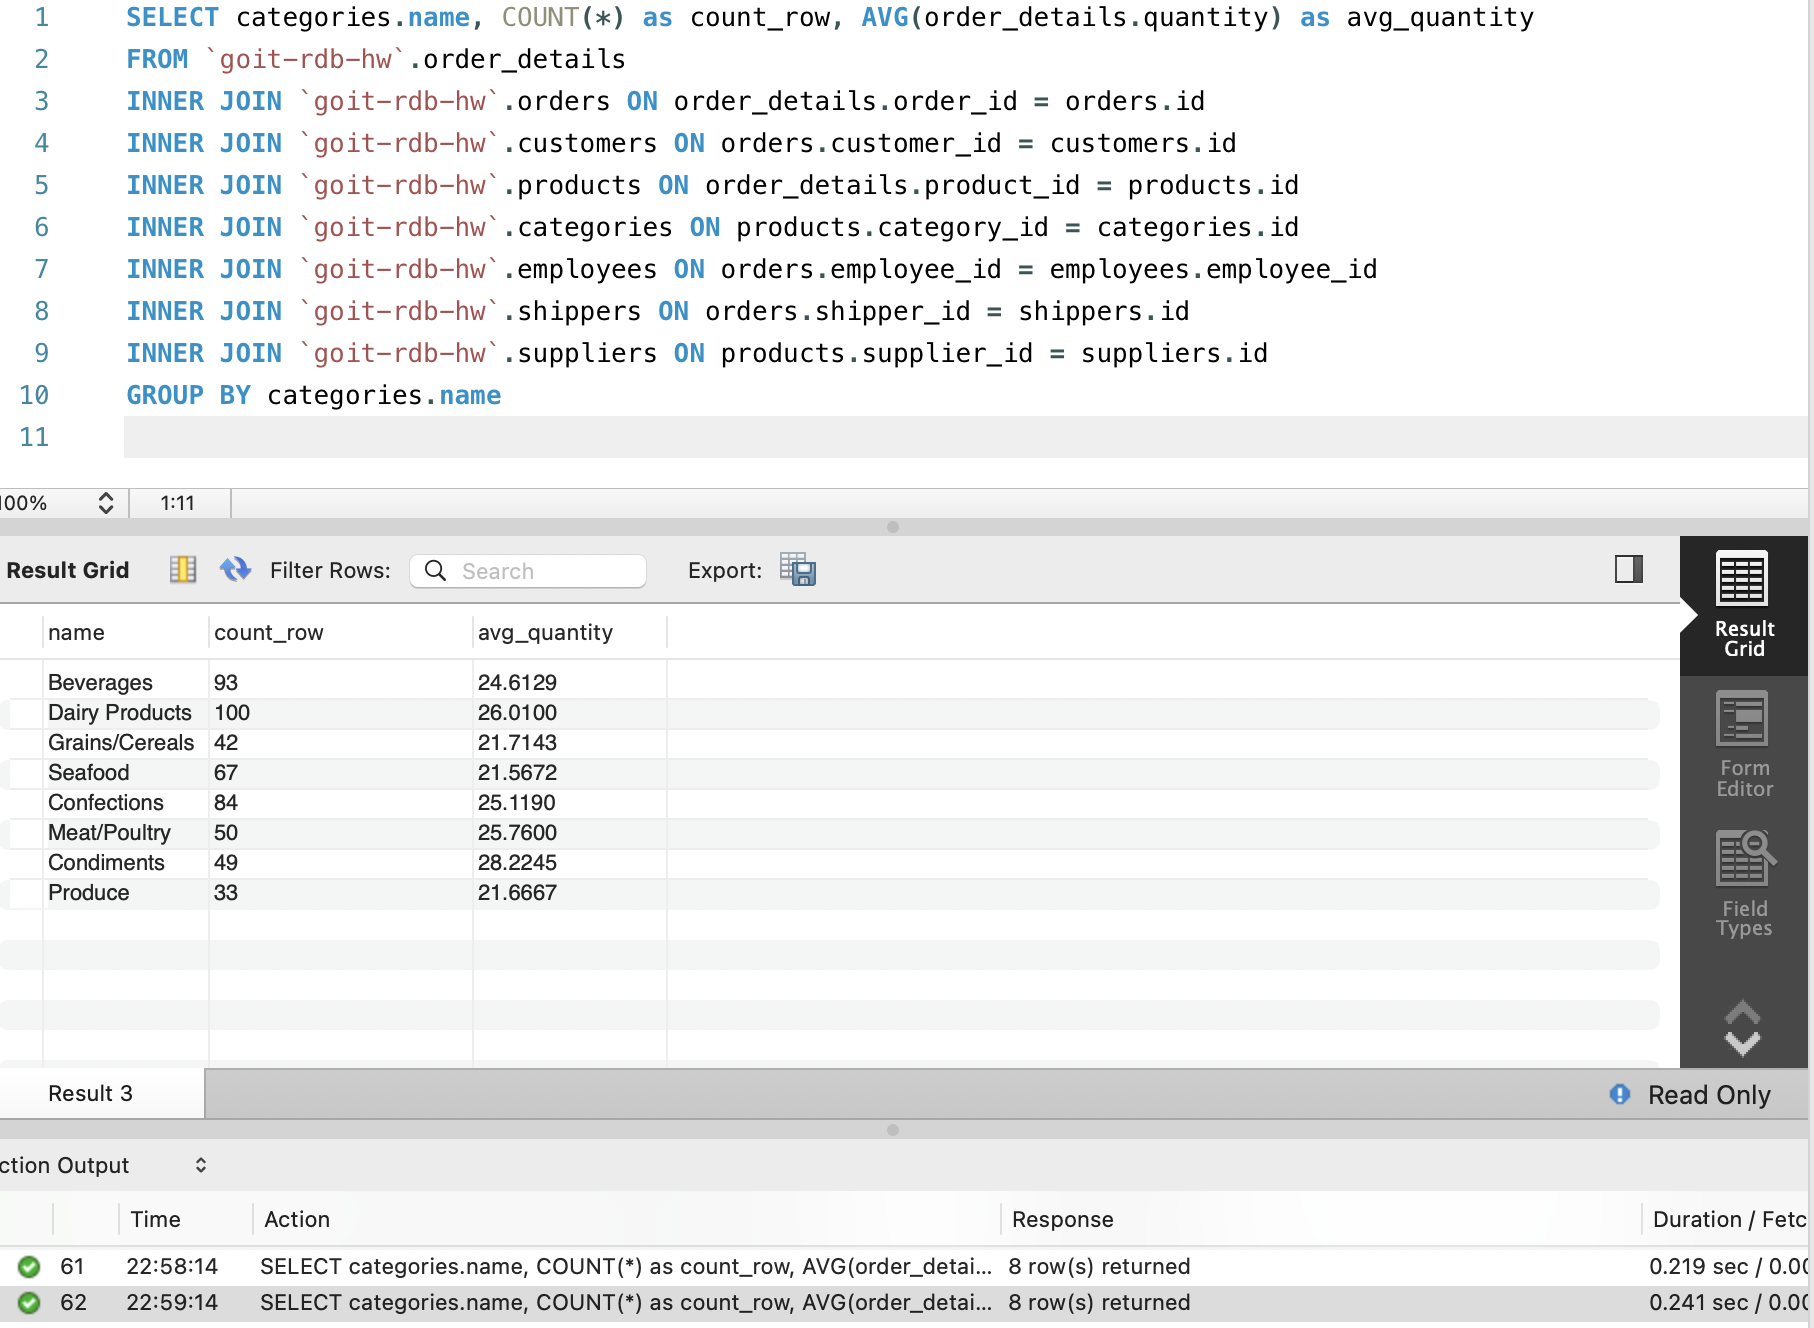 1 SELECT categories.name, COUNT(*) as count_row, AVG(order_details.quantity) as avg_quantity
2 FROM `goit-rdb-hw`.order_details
3 INNER JOIN `goit-rdb-hw`.orders ON order_details.order_id = orders.id
4 INNER JOIN `goit-rdb-hw`.customers ON orders.customer_id = customers.id
5 INNER JOIN `goit-rdb-hw`.products ON order_details.product_id = products.id
6 INNER JOIN `goit-rdb-hw`.categories ON products.category_id = categories.id
7 INNER JOIN `goit-rdb-hw`.employees ON orders.employee_id = employees.employee_id
8 INNER JOIN `goit-rdb-hw`.shippers ON orders.shipper_id = shippers.id
9 INNER JOIN `goit-rdb-hw`.suppliers ON products.supplier_id = suppliers.id
10 GROUP BY categories.name
11
100% 1:11
Result Grid Filter Rows: Search Export:
name count_row avg_quantity
Beverages 93 24.6129
Dairy Products 100 26.0100
Grains/Cereals 42 21.7143
Seafood 67 21.5672
Confections 84 25.1190
Meat/Poultry 50 25.7600
Condiments 49 28.2245
Produce 33 21.6667
Result
Grid
Form
Editor
Field
Types
Result 3 Read Only
ction Output
Time Action Response Duration / Fetc
61 22:58:14 SELECT categories.name, COUNT(*) as count_row, AVG(order_detai... 8 row(s) returned 0.219 sec / 0.00
62 22:59:14 SELECT categories.name, COUNT(*) as count_row, AVG(order_detai... 8 row(s) returned 0.241 sec / 0.00